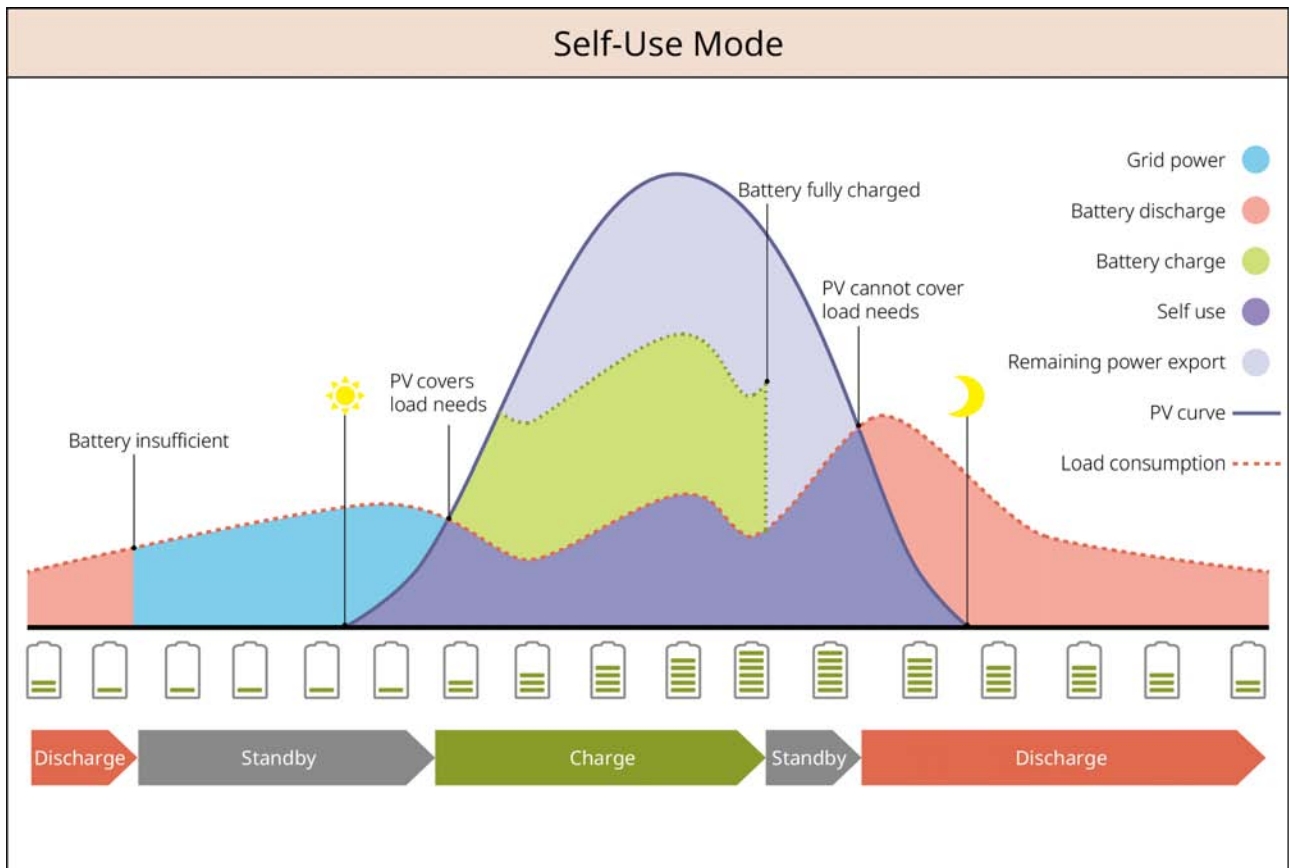 Self-Use Mode
Grid power
Battery discharge
Battery charge
Self use
Remaining power export
PV curve
Load consumption
Battery fully charged
PV cannot cover
load needs
PV covers
load needs
Battery insufficient
Discharge
Standby
Charge
Standby
Discharge